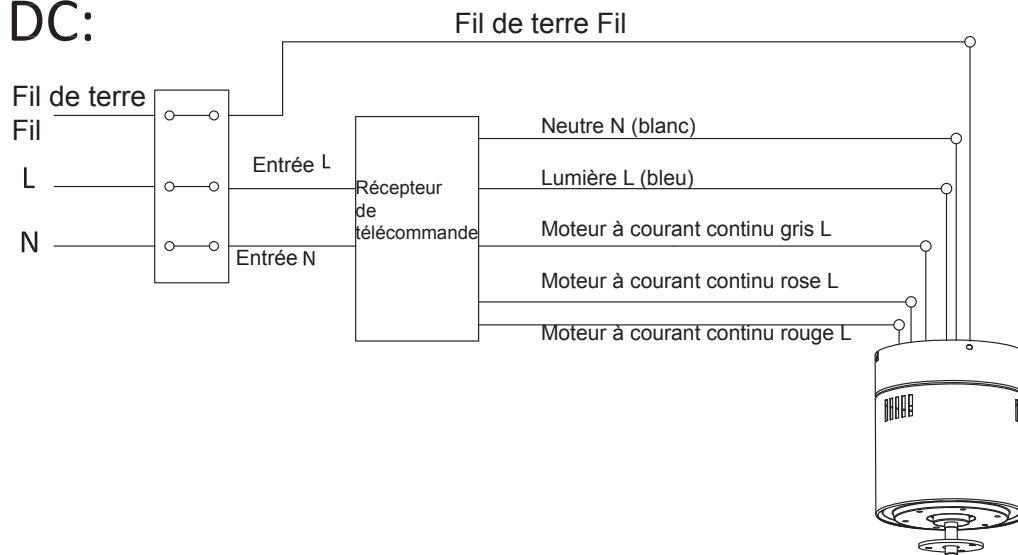 DC:
Fil de terre Fil
Fil de terre
Fil
L
N
Entrée L
Entrée N
Récepteur
de
télécommande
Neutre N (blanc)
Lumière L (bleu)
Moteur à courant continu gris L
Moteur à courant continu rose L
Moteur à courant continu rouge L